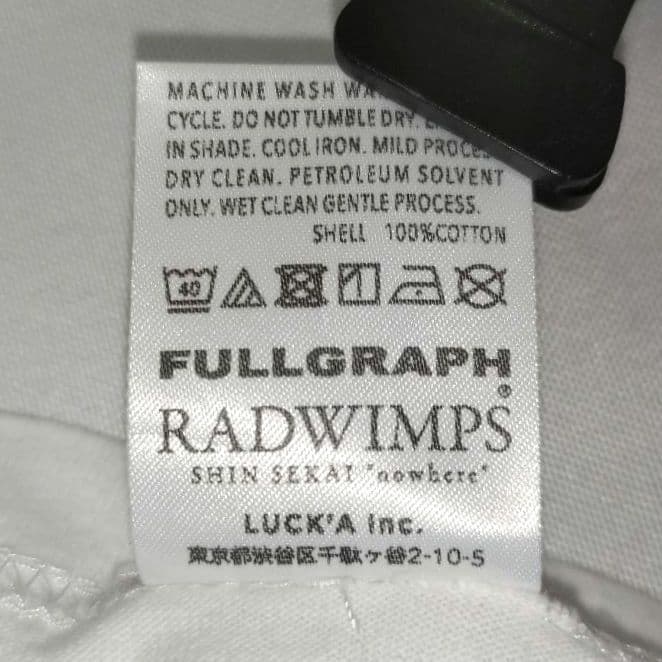 MACHINE WASH
CYCLE. DO NOT TUMBLE DRY.
IN SHADE. COOL IRON. MILD
DRY CLEAN. PETROLEUM SOLVENT
ONLY. WET CLEAN GENTLE PROCESS.
SHELL 100%COTTON
40
FULLGRAPH
RADWIMPS®
SHIN SEKAI "nowhere"
LUCK'A Inc.
東京都渋谷区千駄ヶ谷2-10-5